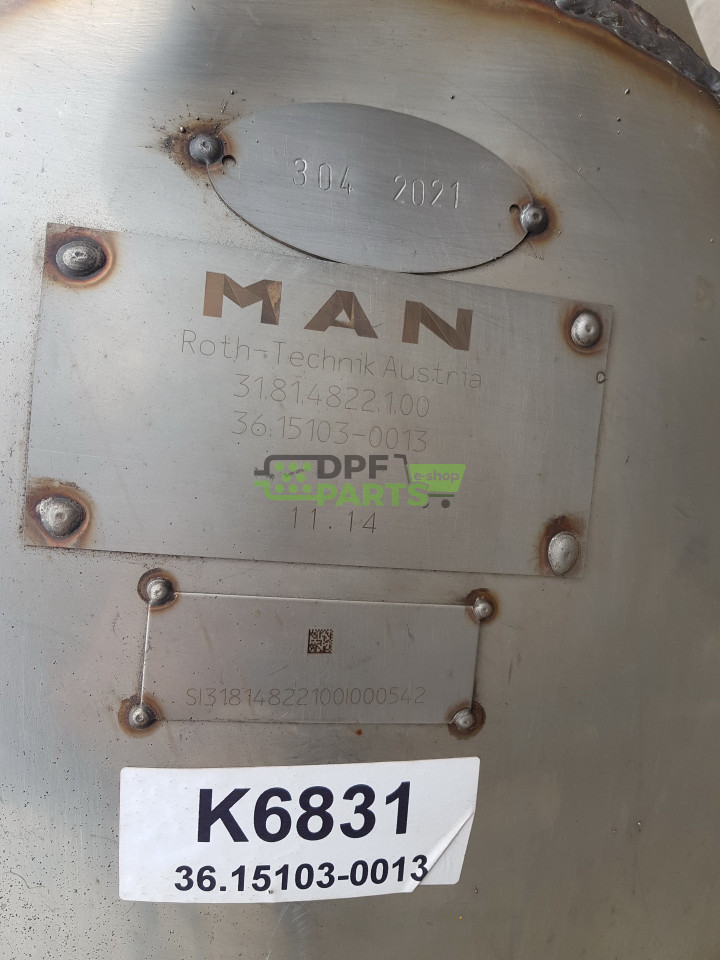 304 2021
MAN
Roth-Technik Austria
31.81.4822.1.00
36.15103-0013
DPF
e-shop
PARTS
11.14
SI31814822100I000542
K6831
36.15103-0013